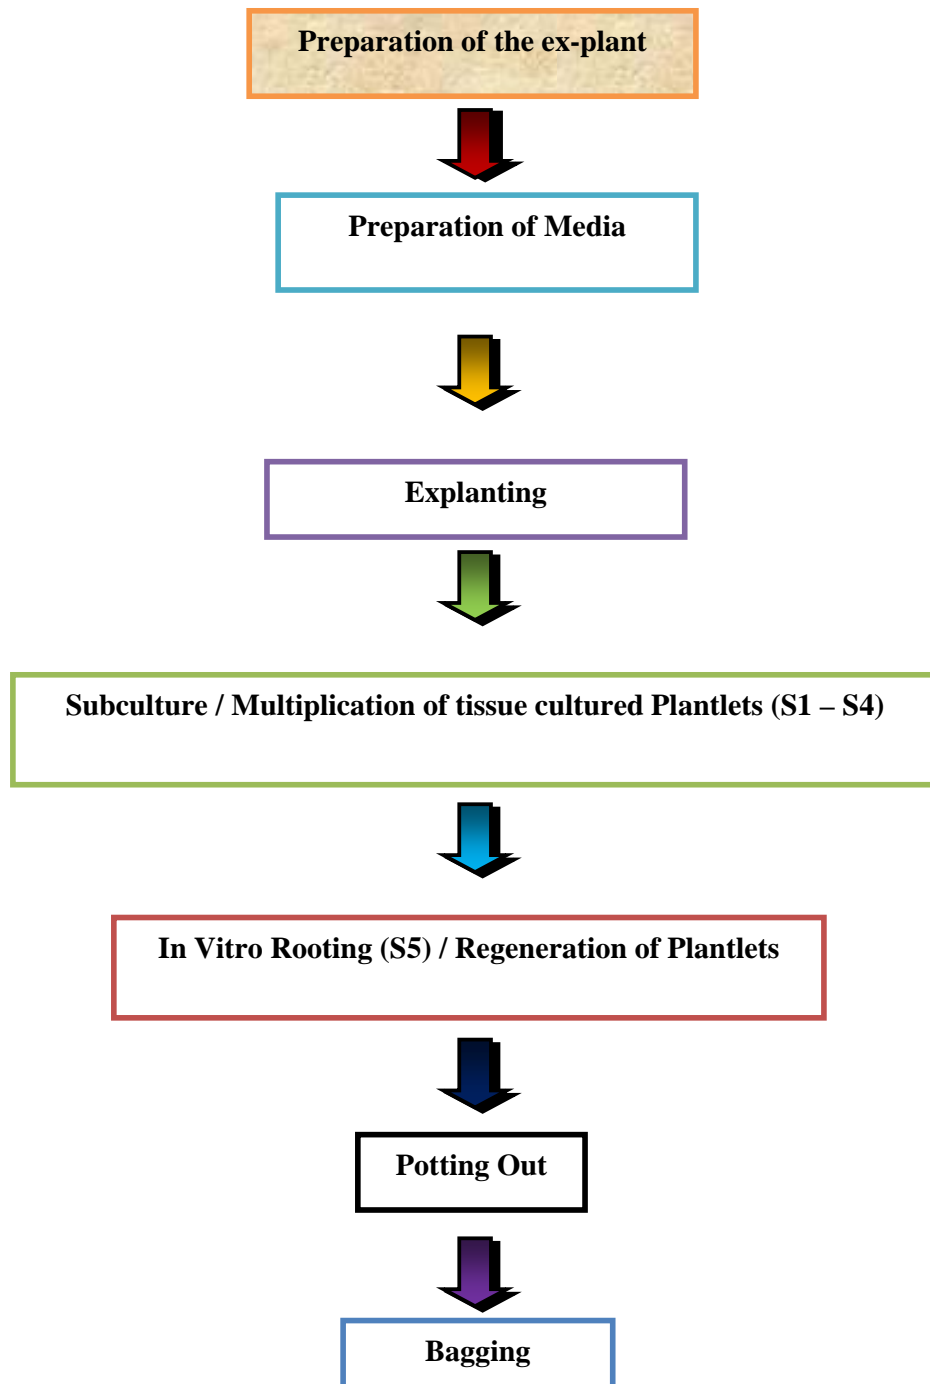 Preparation of the ex-plant
Preparation of Media
Explanting
Subculture / Multiplication of tissue cultured Plantlets (S1 – S4)
In Vitro Rooting (S5) / Regeneration of Plantlets
Potting Out
Bagging